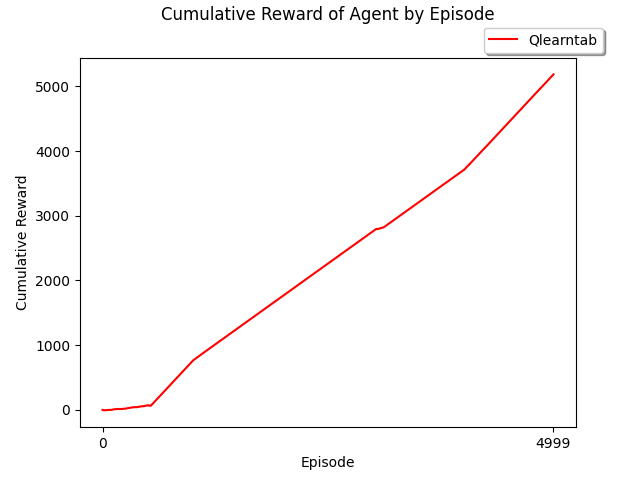 Cumulative Reward of Agent by Episode
Qlearntab
5000
4000
3000
2000
1000
0
Cumulative Reward
0
4999
Episode